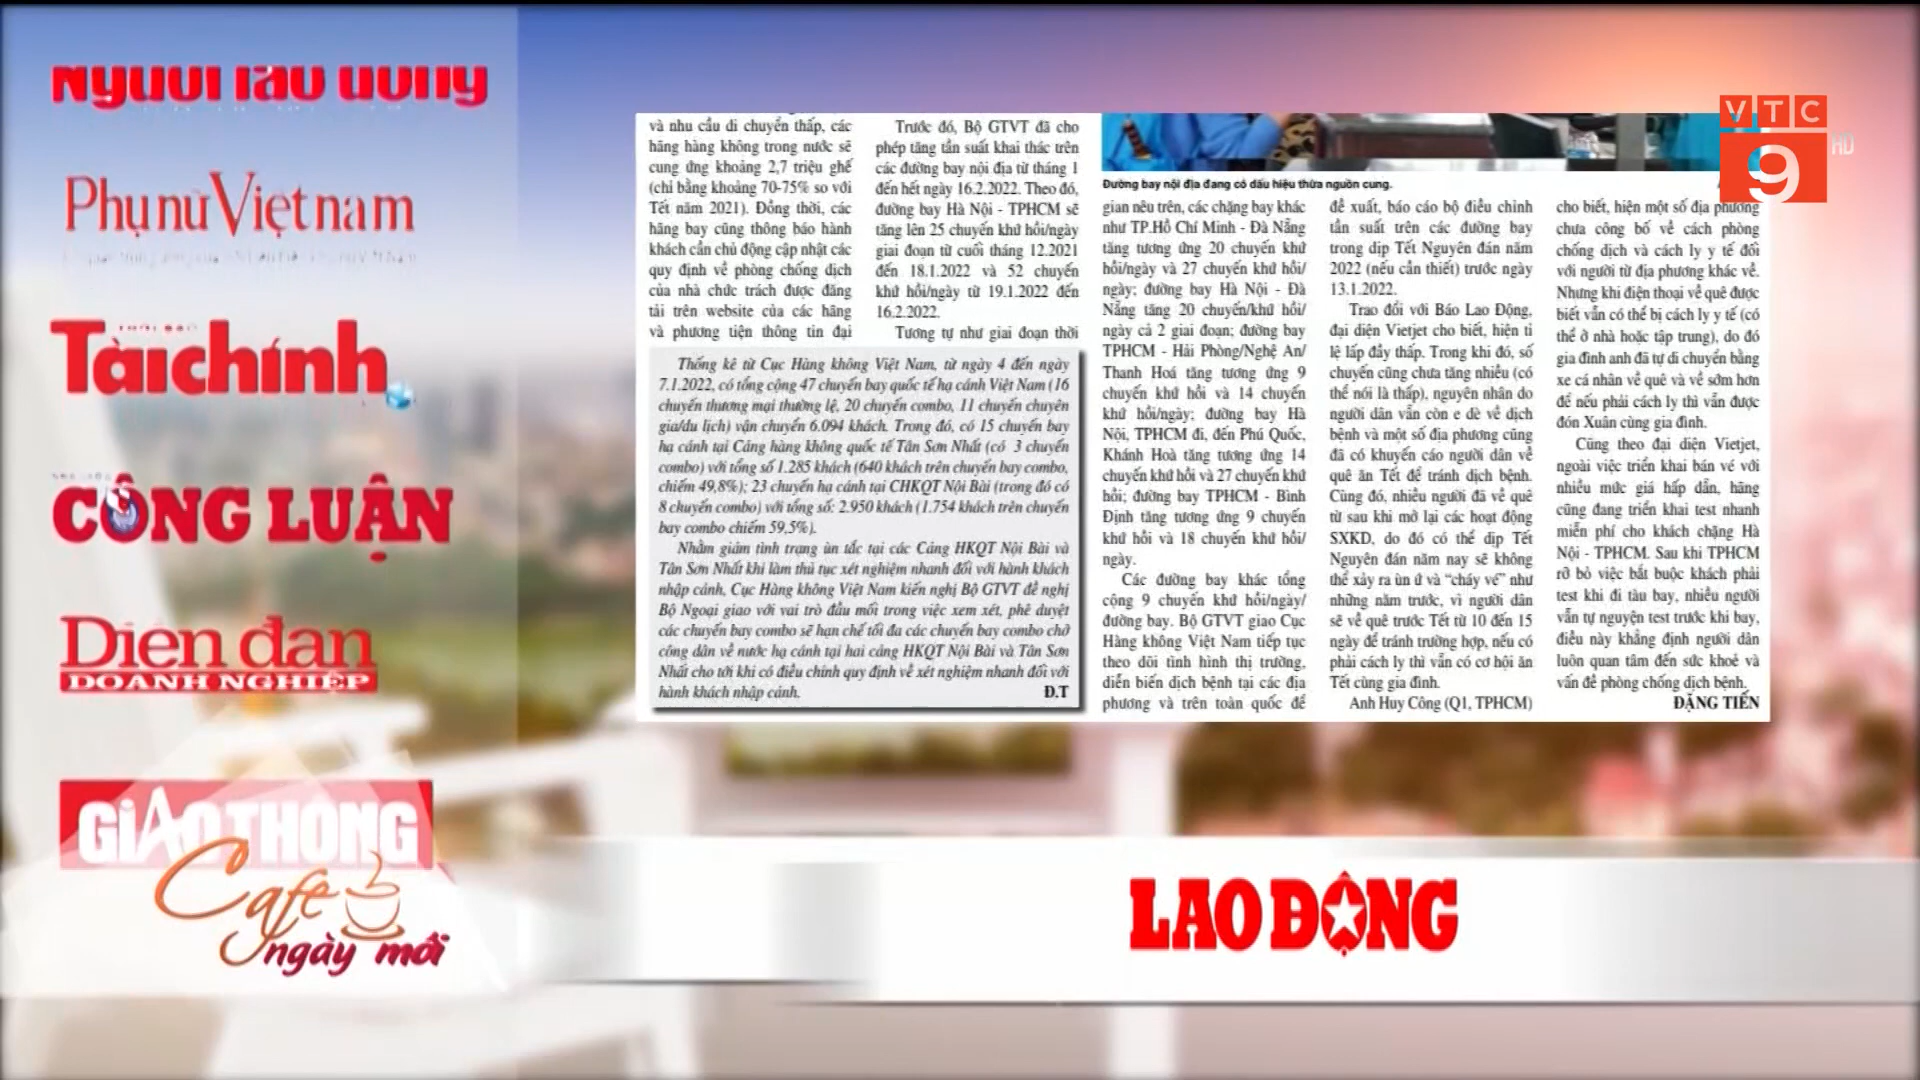 Người lao động
Phụ nữ Việt nam
Tài chính
CÔNG LUẬN
Diễn đàn
DOANH NGHIỆP
GIAO THÔNG
Cafe
ngày mới
và nhu cầu di chuyển thấp, các
hãng hàng không trong nước sẽ
cung ứng khoảng 2,7 triệu ghế
(chỉ bằng khoảng 70-75% so với
Tết năm 2021). Đồng thời, các
hãng bay cũng thông báo hành
khách cần chủ động cập nhật các
quy định về phòng chống dịch
của nhà chức trách được đăng
tải trên website của các hãng
và phương tiện thông tin đại
Trước đó, Bộ GTVT đã cho
phép tăng tần suất khai thác trên
các đường bay nội địa từ tháng 1
đến hết ngày 16.2.2022. Theo đó,
đường bay Hà Nội - TPHCM sẽ
tăng lên 25 chuyến khứ hồi/ngày
giai đoạn từ cuối tháng 12.2021
đến 18.1.2022 và 52 chuyến
khứ hồi/ngày từ 19.1.2022 đến
16.2.2022.
Tương tự như giai đoạn thời
Thống kê từ Cục Hàng không Việt Nam, từ ngày 4 đến ngày
7.1.2022, có tổng cộng 47 chuyến bay quốc tế hạ cánh Việt Nam (16
chuyến thương mại thường lệ, 20 chuyến combo, 11 chuyến chuyên
gia/du lịch) vận chuyển 6.094 khách. Trong đó, có 15 chuyến bay
hạ cánh tại Cảng hàng không quốc tế Tân Sơn Nhất (có 3 chuyến
combo) với tổng số 1.285 khách (640 khách trên chuyến bay combo,
chiếm 49,8%); 23 chuyến hạ cánh tại CHKQT Nội Bài (trong đó có
8 chuyến combo) với tổng số: 2.950 khách (1.754 khách trên chuyến
bay combo chiếm 59,5%).
Nhằm giảm tình trạng ùn tắc tại các Cảng HKQT Nội Bài và
Tân Sơn Nhất khi làm thủ tục xét nghiệm nhanh đối với hành khách
nhập cảnh, Cục Hàng không Việt Nam kiến nghị Bộ GTVT đề nghị
Bộ Ngoại giao với vai trò đầu mối trong việc xem xét, phê duyệt
các chuyến bay combo sẽ hạn chế tối đa các chuyến bay combo chở
công dân về nước hạ cánh tại hai cảng HKQT Nội Bài và Tân Sơn
Nhất cho tới khi có điều chỉnh quy định về xét nghiệm nhanh đối với
hành khách nhập cảnh. Đ.T
Đường bay nội địa đang có dấu hiệu thừa nguồn cung.
gian nêu trên, các chặng bay khác
như TP.Hồ Chí Minh - Đà Nẵng
tăng tương ứng 20 chuyến khứ
hồi/ngày và 27 chuyến khứ hồi/
ngày; đường bay Hà Nội - Đà
Nẵng tăng 20 chuyến/khứ hồi/
ngày cả 2 giai đoạn; đường bay
TPHCM - Hải Phòng/Nghệ An/
Thanh Hoá tăng tương ứng 9
chuyến khứ hồi và 14 chuyến
khứ hồi/ngày; đường bay Hà
Nội, TPHCM đi, đến Phú Quốc,
Khánh Hoà tăng tương ứng 14
chuyến khứ hồi và 27 chuyến khứ
hồi; đường bay TPHCM - Bình
Định tăng tương ứng 9 chuyến
khứ hồi và 18 chuyến khứ hồi/
ngày.
Các đường bay khác tổng
cộng 9 chuyến khứ hồi/ngày/
đường bay. Bộ GTVT giao Cục
Hàng không Việt Nam tiếp tục
theo dõi tình hình thị trường,
diễn biến dịch bệnh tại các địa
phương và trên toàn quốc để
đề xuất, báo cáo bộ điều chỉnh
tần suất trên các đường bay
trong dịp Tết Nguyên đán năm
2022 (nếu cần thiết) trước ngày
13.1.2022.
Trao đổi với Báo Lao Động,
đại diện Vietjet cho biết, hiện tỉ
lệ lấp đầy thấp. Trong khi đó, số
chuyến cũng chưa tăng nhiều (có
thể nói là thấp), nguyên nhân do
người dân vẫn còn e dè về dịch
bệnh và một số địa phương cũng
đã có khuyến cáo người dân về
quê ăn Tết để tránh dịch bệnh.
Cùng đó, nhiều người đã về quê
từ sau khi mở lại các hoạt động
SXKD, do đó có thể dịp Tết
Nguyên đán năm nay sẽ không
thể xảy ra ùn ứ và “cháy vé” như
những năm trước, vì người dân
sẽ về quê trước Tết từ 10 đến 15
ngày để tránh trường hợp, nếu có
phải cách ly thì vẫn có cơ hội ăn
Tết cùng gia đình.
Anh Huy Công (Q1, TPHCM)
cho biết, hiện một số địa phương
chưa công bố về cách phòng
chống dịch và cách ly y tế đối
với người từ địa phương khác về.
Nhưng khi điện thoại về quê được
biết vẫn có thể bị cách ly y tế (có
thể ở nhà hoặc tập trung), do đó
gia đình anh đã tự di chuyển bằng
xe cá nhân về quê và về sớm hơn
để nếu phải cách ly thì vẫn được
đón Xuân cùng gia đình.
Cũng theo đại diện Vietjet,
ngoài việc triển khai bán vé với
nhiều mức giá hấp dẫn, hãng
cũng đang triển khai test nhanh
miễn phí cho khách chặng Hà
Nội - TPHCM. Sau khi TPHCM
rỡ bỏ việc bắt buộc khách phải
test khi đi tàu bay, nhiều người
vẫn tự nguyện test trước khi bay,
điều này khẳng định người dân
luôn quan tâm đến sức khoẻ và
vấn đề phòng chống dịch bệnh.
ĐẶNG TIẾN
VTC
9
HD
LAO ĐỘNG